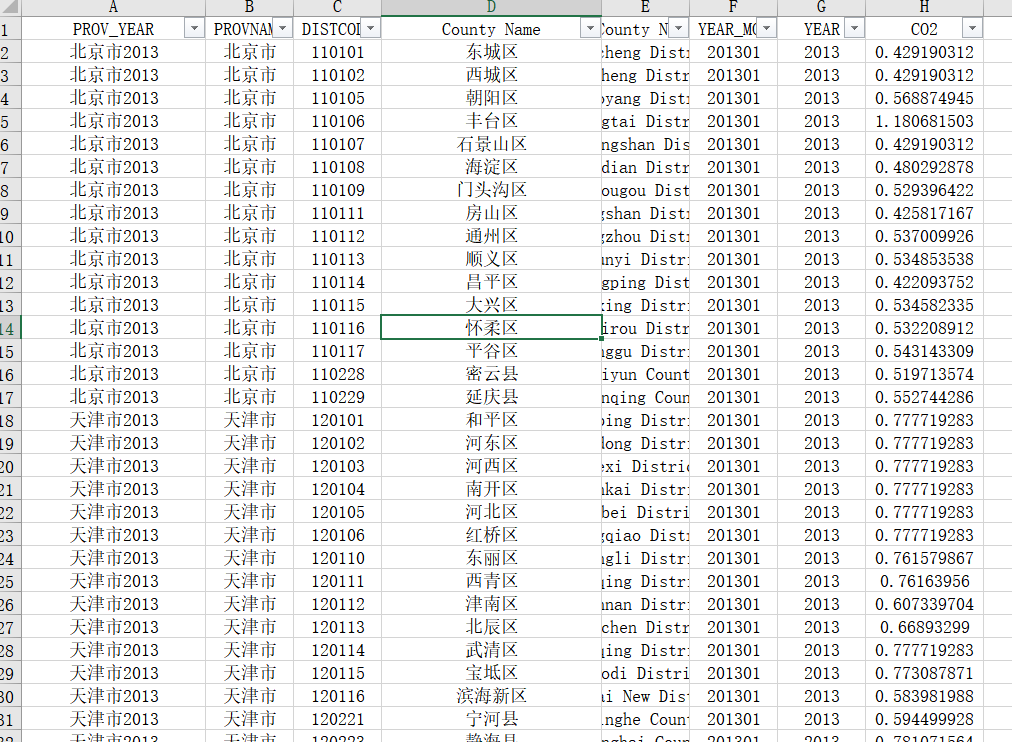 A B C D E F G H
1 PROV_YEAR PROVNAM DISTCOD County Name County N YEAR_MO YEAR CO2
2 北京市2013 北京市 110101 东城区 cheng Distr 201301 2013 0.429190312
3 北京市2013 北京市 110102 西城区 heng Distr 201301 2013 0.429190312
4 北京市2013 北京市 110105 朝阳区 oyang Distr 201301 2013 0.568874945
5 北京市2013 北京市 110106 丰台区 gtai Distr 201301 2013 1.180681503
6 北京市2013 北京市 110107 石景山区 ngshan Dis 201301 2013 0.429190312
7 北京市2013 北京市 110108 海淀区 dian Distr 201301 2013 0.480292878
8 北京市2013 北京市 110109 门头沟区 ougou Dist 201301 2013 0.529396422
9 北京市2013 北京市 110111 房山区 gshan Distr 201301 2013 0.425817167
10 北京市2013 北京市 110112 通州区 gzhou Distr 201301 2013 0.537009926
11 北京市2013 北京市 110113 顺义区 nyi Distr 201301 2013 0.534853538
12 北京市2013 北京市 110114 昌平区 gping Dist 201301 2013 0.422093752
13 北京市2013 北京市 110115 大兴区 king Distr 201301 2013 0.534582335
14 北京市2013 北京市 110116 怀柔区 irou Distr 201301 2013 0.532208912
15 北京市2013 北京市 110117 平谷区 nggu Distr 201301 2013 0.543143309
16 北京市2013 北京市 110228 密云县 iyun Count 201301 2013 0.519713574
17 北京市2013 北京市 110229 延庆县 nqing Coun 201301 2013 0.552744286
18 天津市2013 天津市 120101 和平区 ping Distr 201301 2013 0.777719283
19 天津市2013 天津市 120102 河东区 dong Distr 201301 2013 0.777719283
20 天津市2013 天津市 120103 河西区 exi Distric 201301 2013 0.777719283
21 天津市2013 天津市 120104 南开区 nkai Distr 201301 2013 0.777719283
22 天津市2013 天津市 120105 河北区 bei Distri 201301 2013 0.777719283
23 天津市2013 天津市 120106 红桥区 gqiao Distr 201301 2013 0.777719283
24 天津市2013 天津市 120110 东丽区 ngli Distr 201301 2013 0.761579867
25 天津市2013 天津市 120111 西青区 qing Distr 201301 2013 0.76163956
26 天津市2013 天津市 120112 津南区 nnan Distr 201301 2013 0.607339704
27 天津市2013 天津市 120113 北辰区 chen Distr 201301 2013 0.66893299
28 天津市2013 天津市 120114 武清区 qing Distr 201301 2013 0.777719283
29 天津市2013 天津市 120115 宝坻区 odi Distri 201301 2013 0.773087871
30 天津市2013 天津市 120116 滨海新区 ai New Dist 201301 2013 0.583981988
31 天津市2013 天津市 120221 宁河县 inghe Count 201301 2013 0.594499928
天津市2013 天津市 120223 静海县 201301 2013 0.781071564